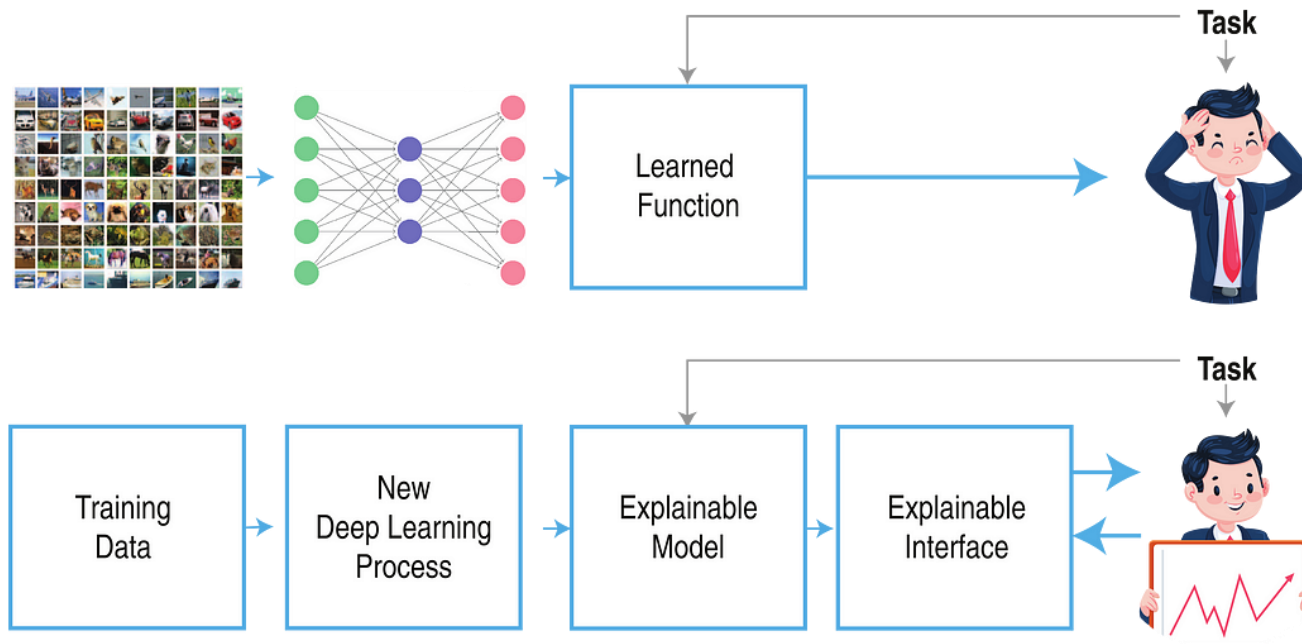 Task
Learned
Function
Task
Training
Data
New
Deep Learning
Process
Explainable
Model
Explainable
Interface